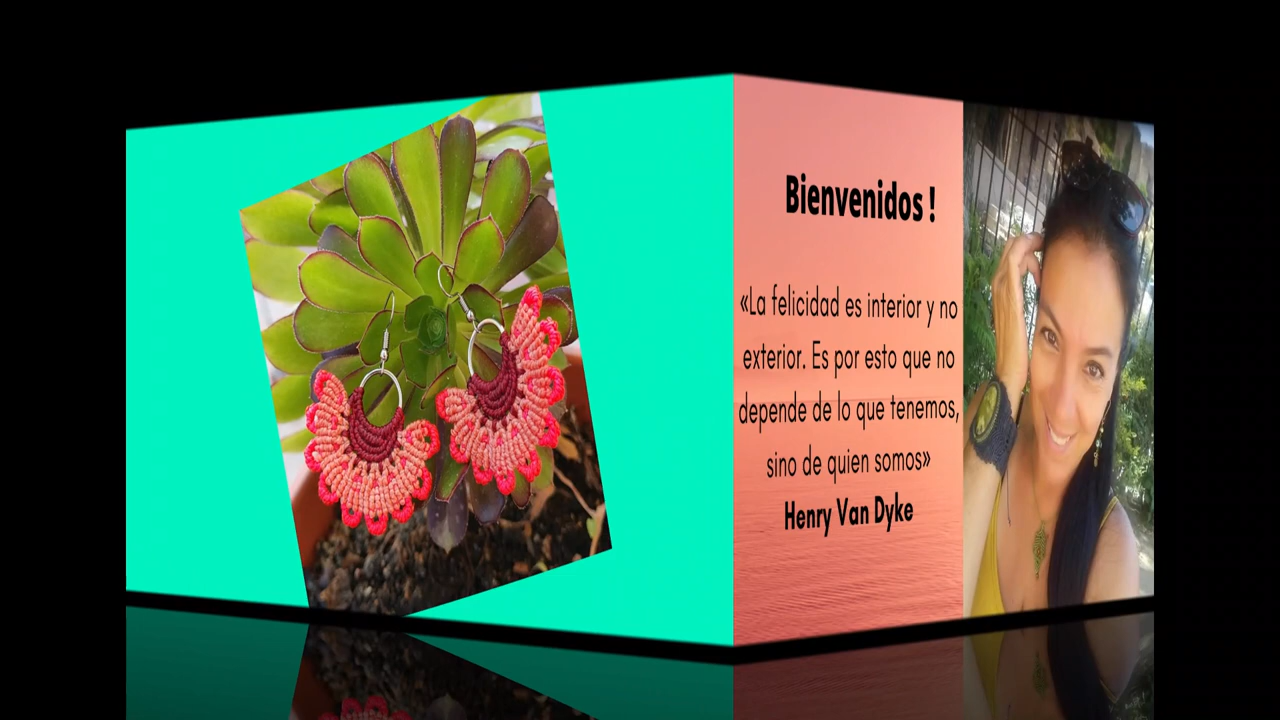 Bienvenidos !
«La felicidad es interior y no
exterior. Es por esto que no
depende de lo que tenemos,
sino de quien somos»
Henry Van Dyke